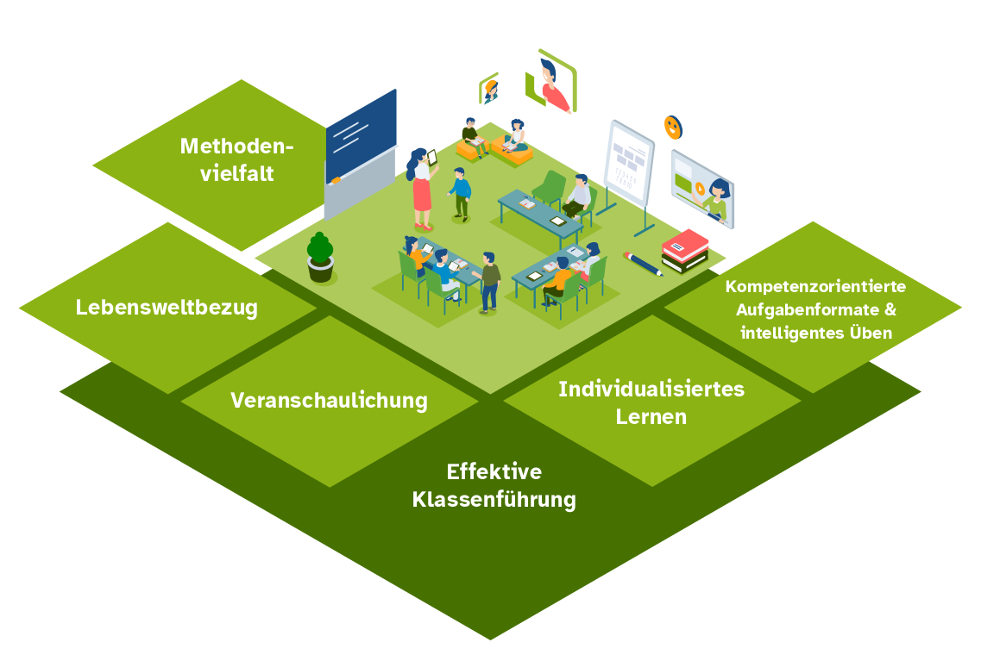 Methoden-
vielfalt
Lebensweltbezug
Kompetenzorientierte
Aufgabenformate &
intelligentes Üben
Veranschaulichung
Individualisiertes
Lernen
Effektive
Klassenführung